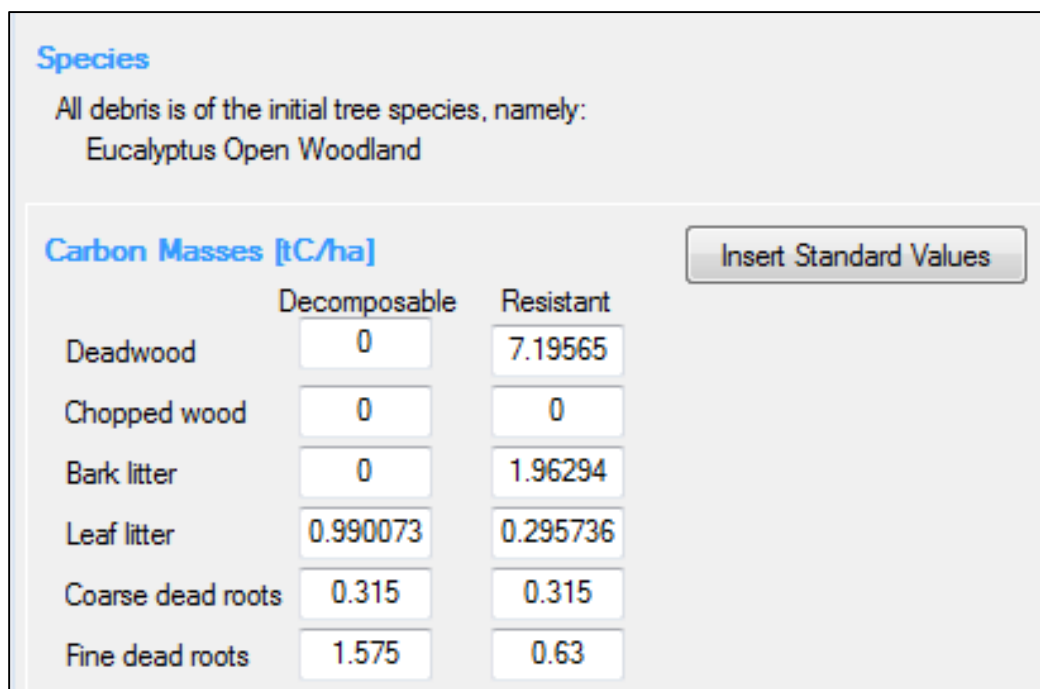 Species
All debris is of the initial tree species, namely:
Eucalyptus Open Woodland
Carbon Masses [tC/ha]
Insert Standard Values
Decomposable Resistant
Deadwood 0 7.19565
Chopped wood 0 0
Bark litter 0 1.96294
Leaf litter 0.990073 0.295736
Coarse dead roots 0.315 0.315
Fine dead roots 1.575 0.63